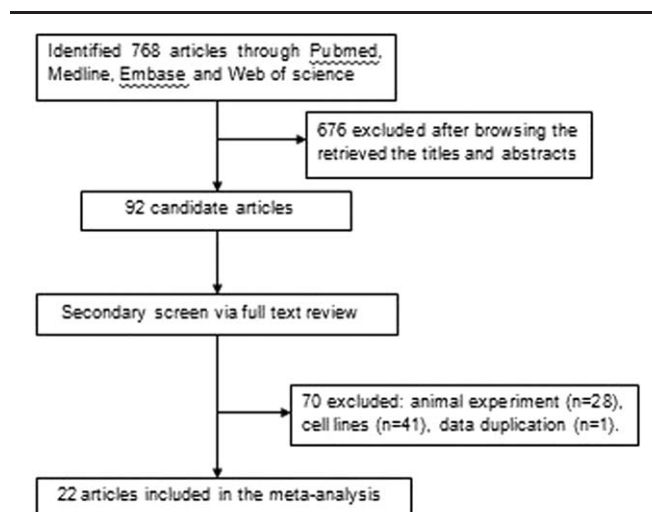 Identified 768 articles through Pubmed,
Medline, Embase and Web of science
676 excluded after browsing the
retrieved the titles and abstracts
92 candidate articles
Secondary screen via full text review
70 excluded: animal experiment (n=28),
cell lines (n=41), data duplication (n=1).
22 articles included in the meta-analysis